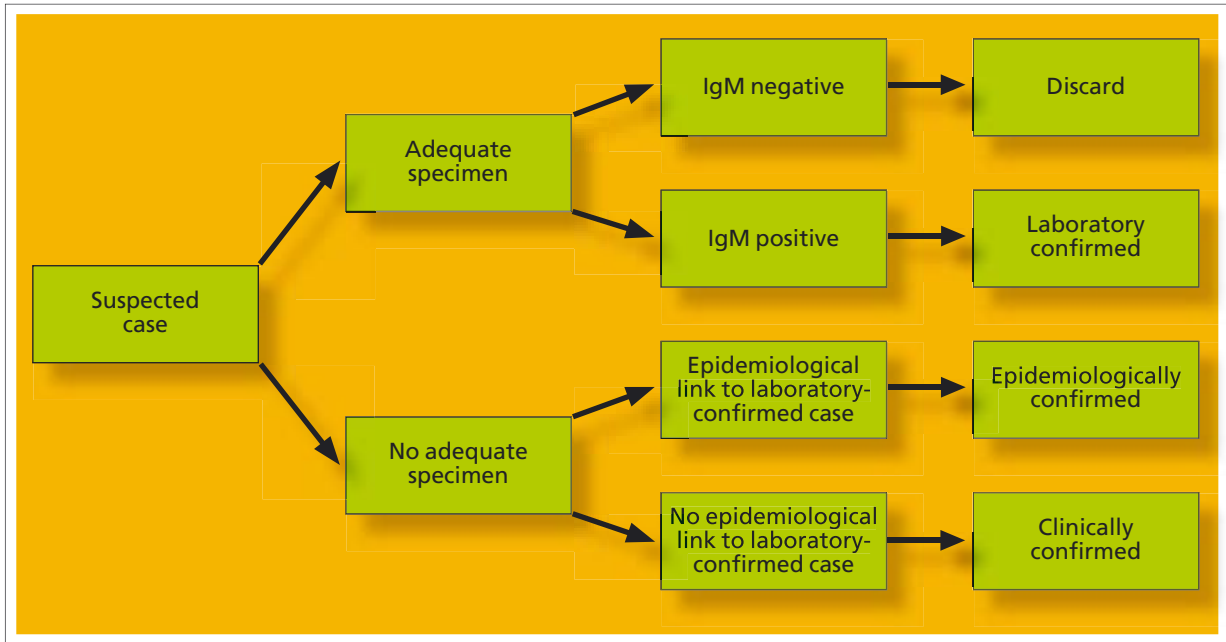 Suspected
case
Adequate
specimen
No adequate
specimen
IgM negative
Discard
IgM positive
Laboratory
confirmed
Epidemiological
link to laboratory-
confirmed case
Epidemiologically
confirmed
No epidemiological
link to laboratory-
confirmed case
Clinically
confirmed